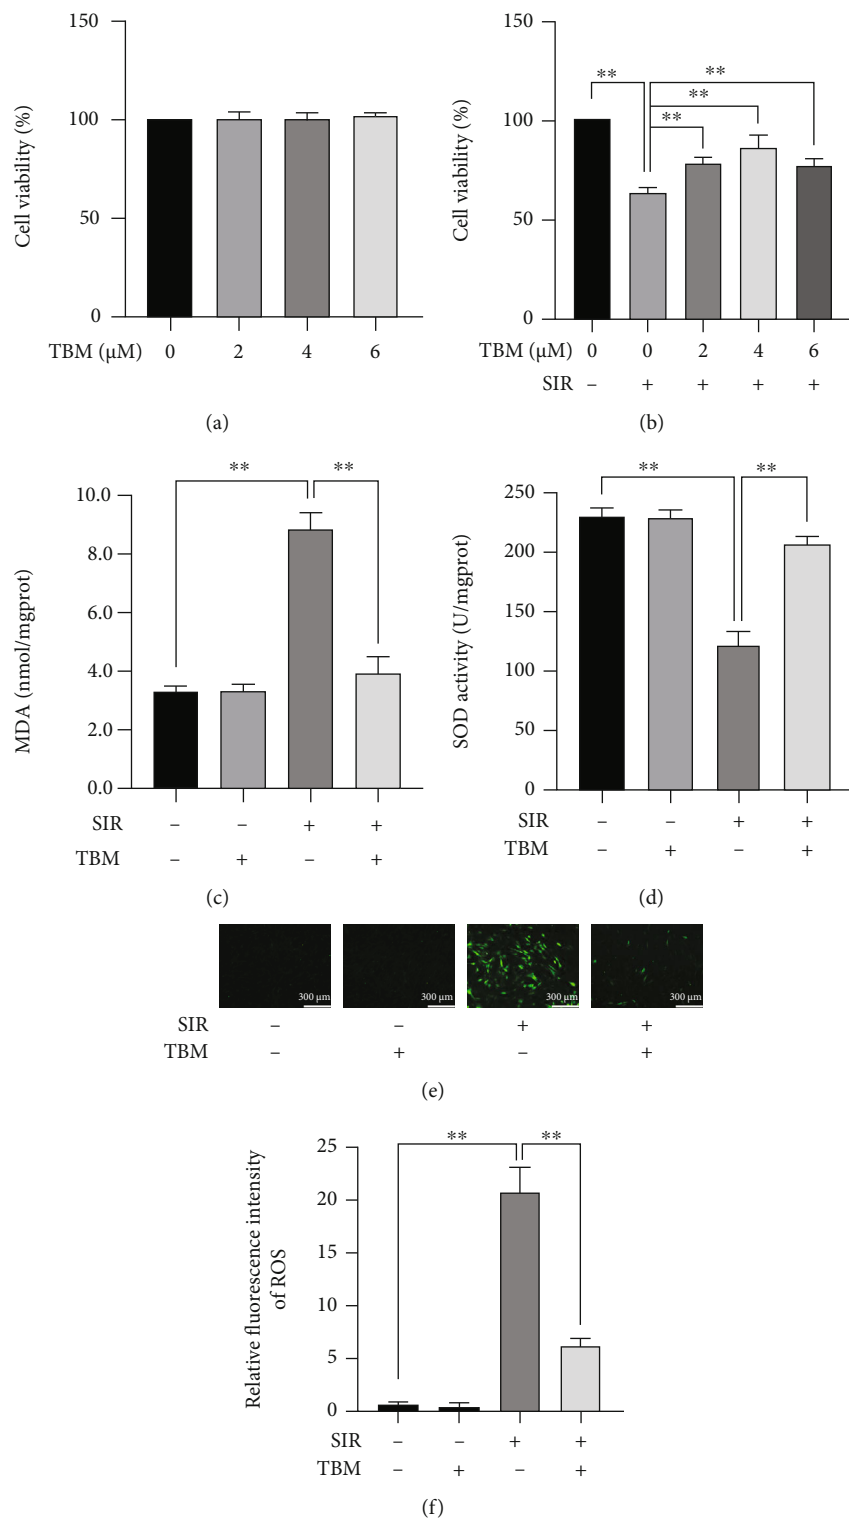 Cell viability (%)
150
100
50
0
TBM (μM) 0 2 4 6
(a)
Cell viability (%)
150
100
50
0
** ** ** **
TBM (μM) 0 0 2 4 6
SIR – + + + +
(b)
MDA (nmol/mgprot)
10.0
8.0
6.0
4.0
2.0
0.0
** **
SIR – – + +
TBM – + – +
(c)
SOD activity (U/mgprot)
250
200
150
100
50
0
** **
SIR – – + +
TBM – + – +
(d)
300 μm 300 μm 300 μm 300 μm
SIR – – + +
TBM – + – +
(e)
Relative fluorescence intensity
of ROS
25
20
15
10
5
0
** **
SIR – – + +
TBM – + – +
(f)